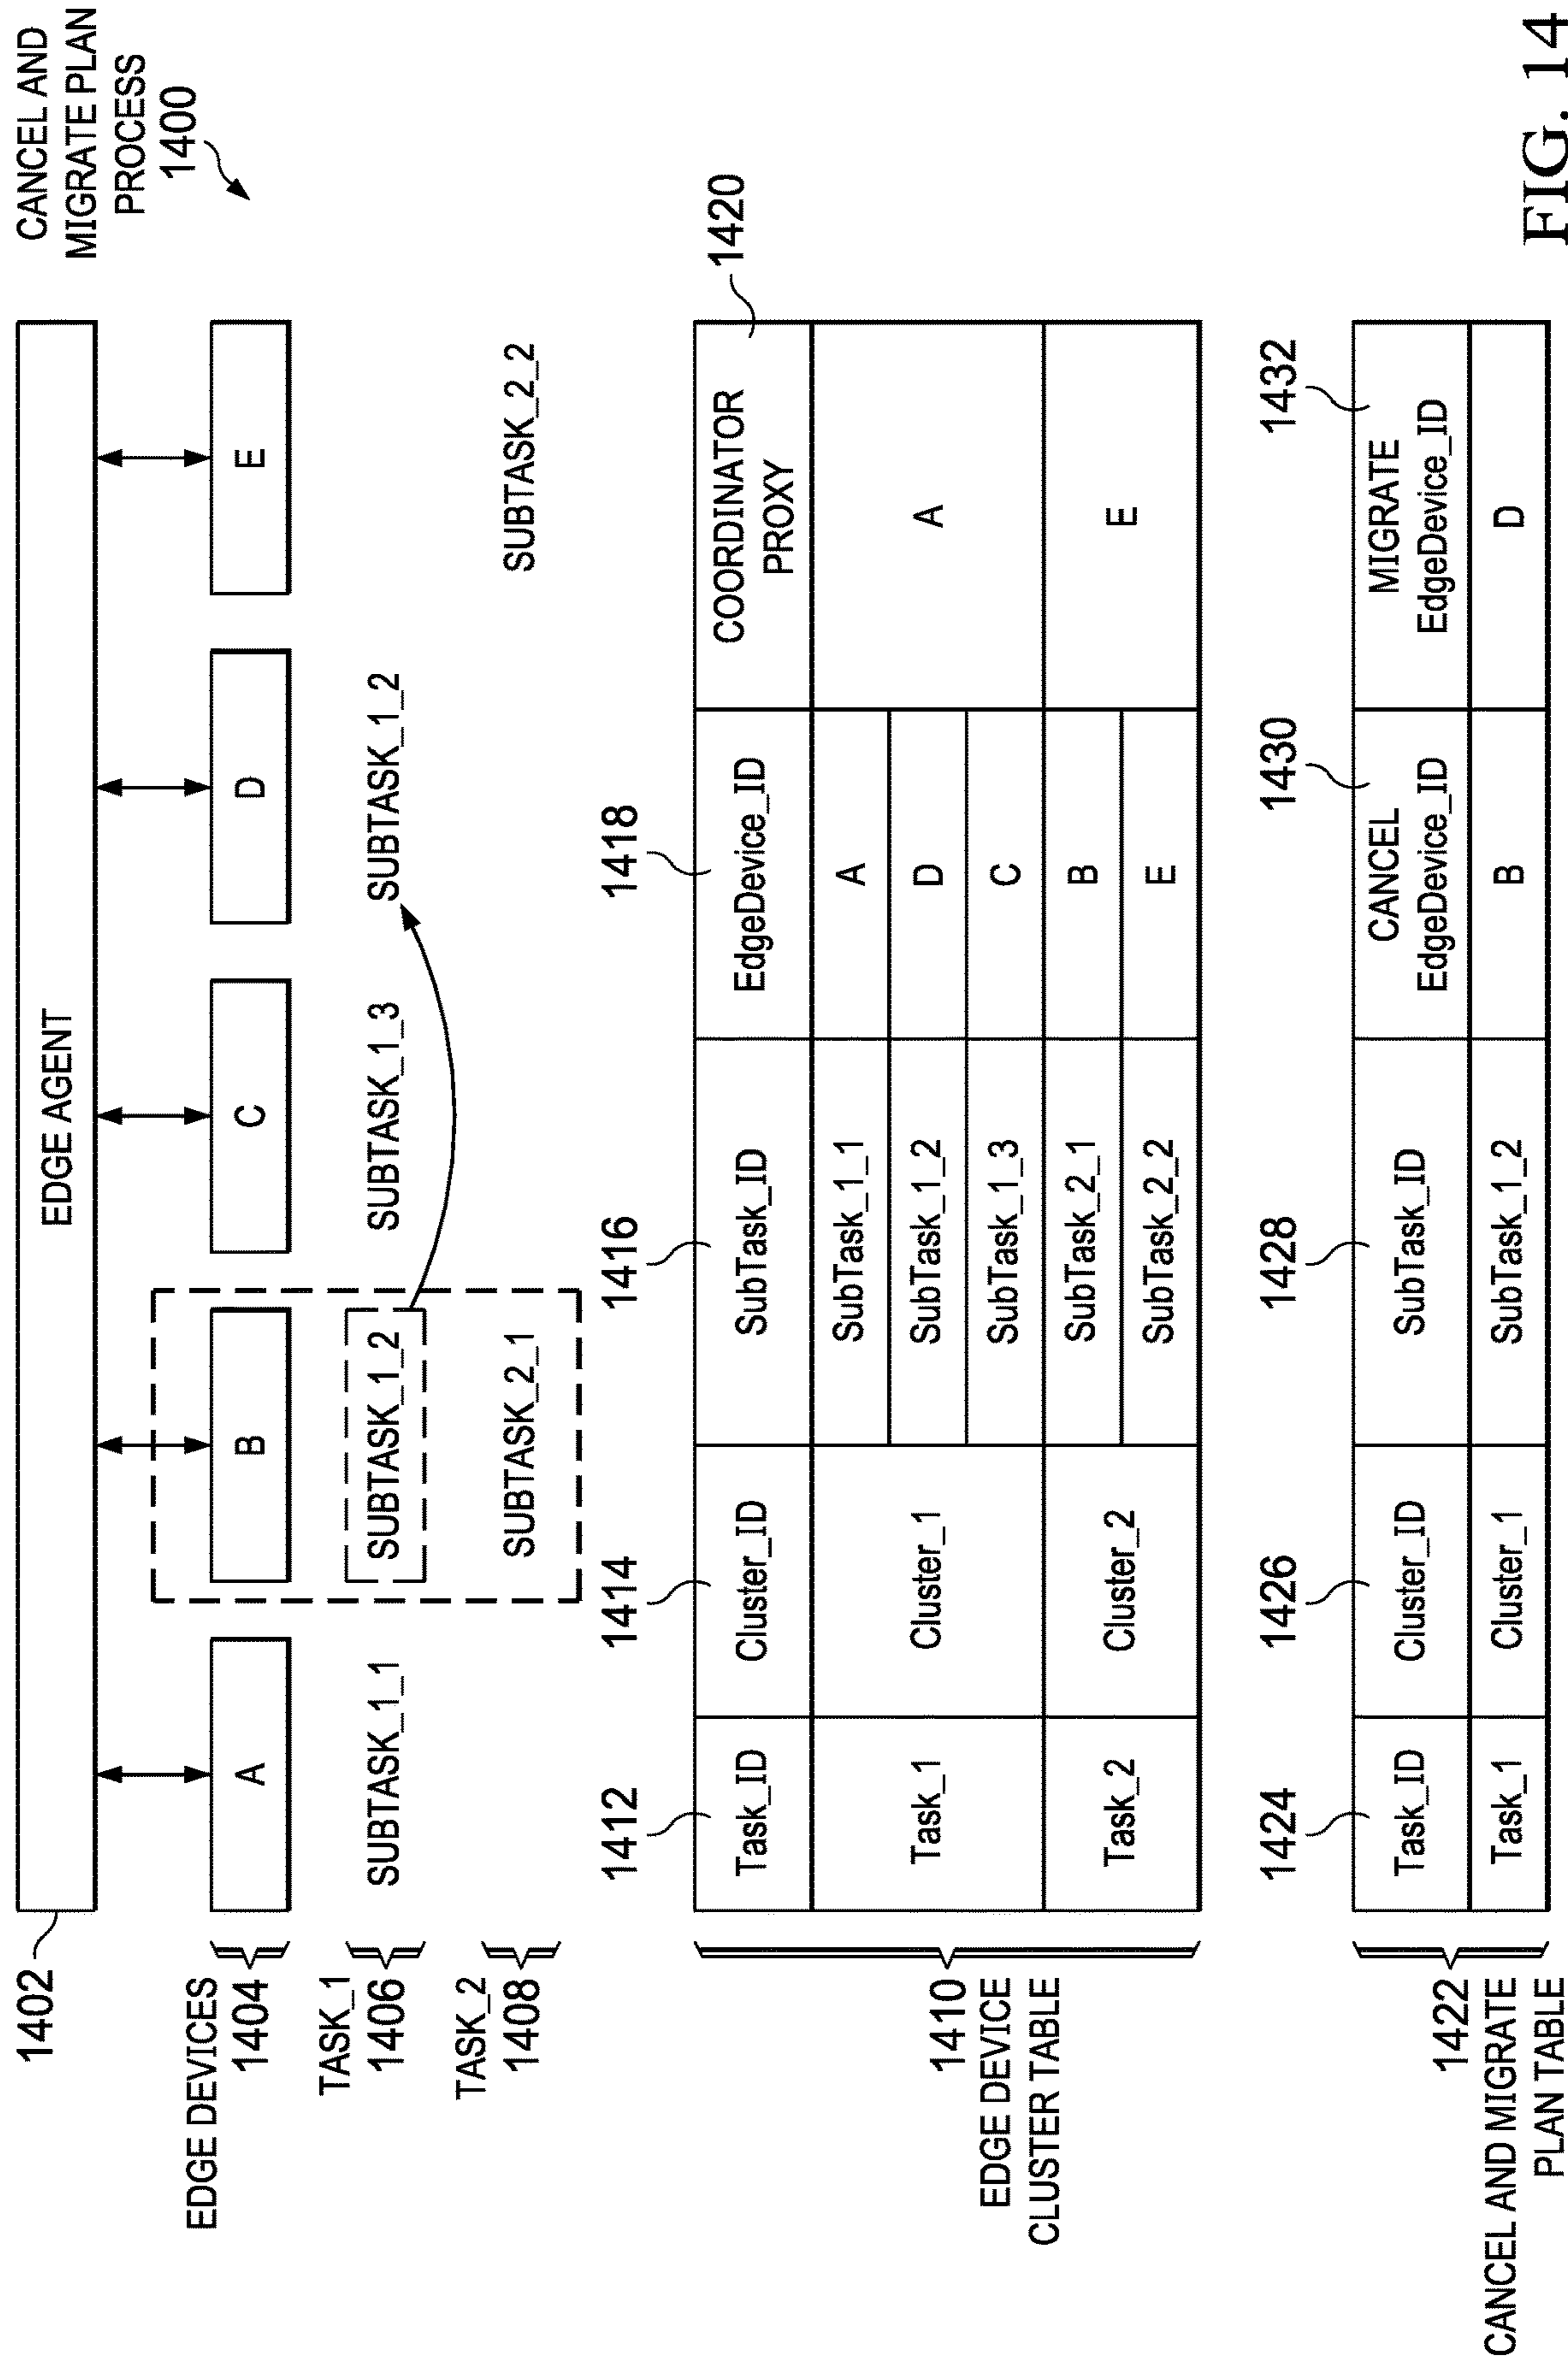 CANCEL AND
MIGRATE PLAN
PROCESS
1400
1402
EDGE AGENT
EDGE DEVICES
1404
A
B
C
D
E
TASK_1
1406
SUBTASK_1_1
SUBTASK_1_2
SUBTASK_1_3
SUBTASK_1_2
TASK_2
1408
SUBTASK_2_1
SUBTASK_2_2
1412
1414
1416
1418
1420
1410
EDGE DEVICE
CLUSTER TABLE
Task_ID
Cluster_ID
SubTask_ID
EdgeDevice_ID
COORDINATOR
PROXY
Task_1
Cluster_1
SubTask_1_1
A
SubTask_1_2
D
SubTask_1_3
C
A
Task_2
Cluster_2
SubTask_2_1
B
SubTask_2_2
E
E
1424
1426
1428
1430
1432
1422
CANCEL AND MIGRATE
PLAN TABLE
Task_ID
Cluster_ID
SubTask_ID
CANCEL
EdgeDevice_ID
MIGRATE
EdgeDevice_ID
Task_1
Cluster_1
SubTask_1_2
B
D
FIG. 14